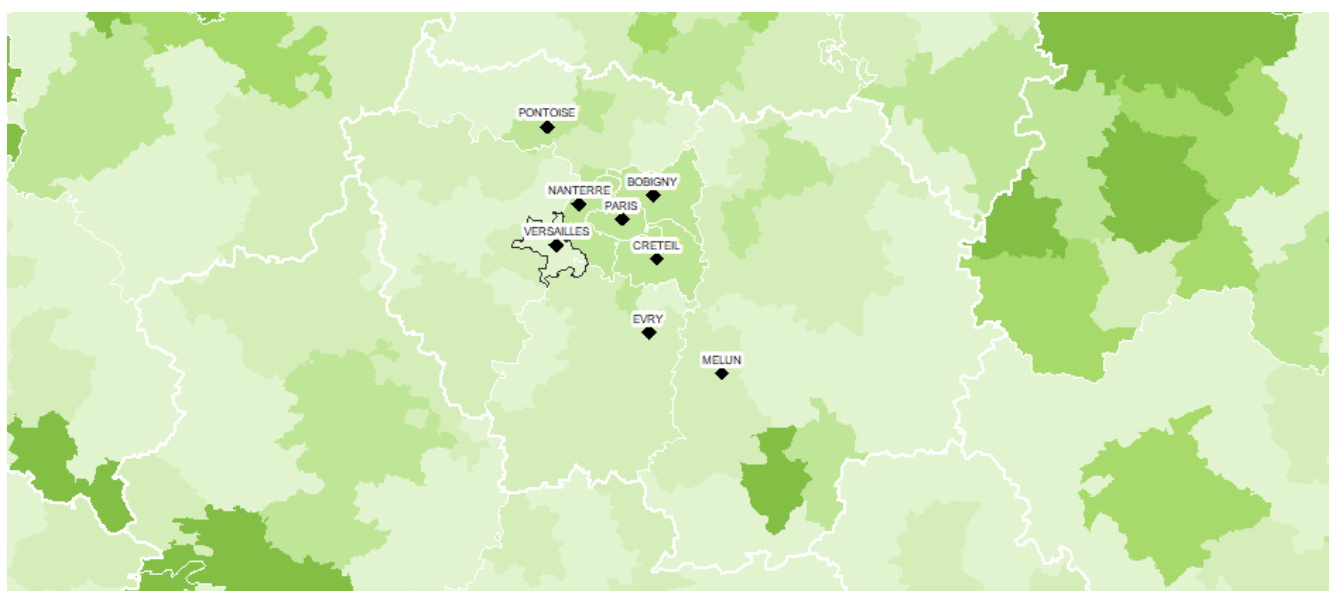 PONTOISE
BOBIGNY
NANTERRE
PARIS
VERSAILLES
CRETEIL
EVRY
MELUN